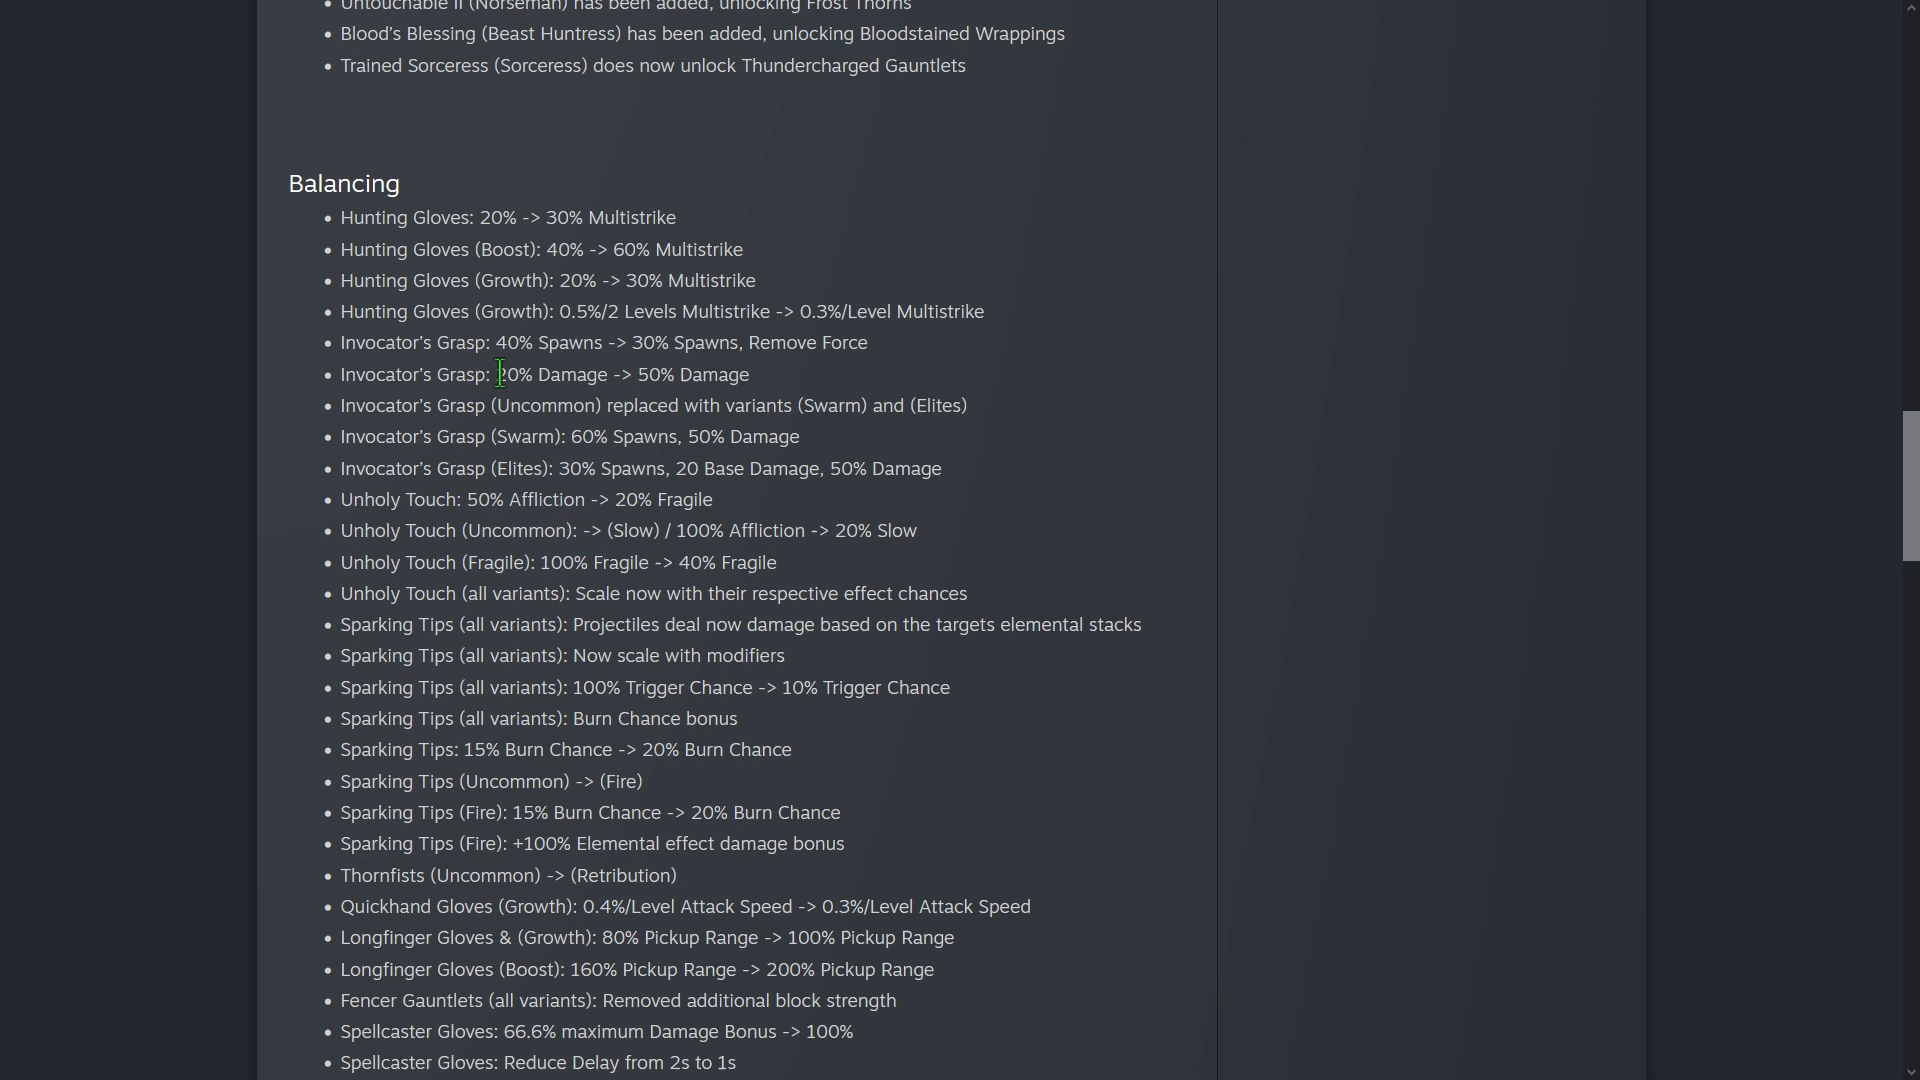 Untouchable II (Norseman) has been added, unlocking Frost Thorns
Blood's Blessing (Beast Huntress) has been added, unlocking Bloodstained Wrappings
Trained Sorceress (Sorceress) does now unlock Thundercharged Gauntlets
Balancing
Hunting Gloves: 20% -> 30% Multistrike
Hunting Gloves (Boost): 40% -> 60% Multistrike
Hunting Gloves (Growth): 20% -> 30% Multistrike
Hunting Gloves (Growth): 0.5%/2 Levels Multistrike -> 0.3%/Level Multistrike
Invocator's Grasp: 40% Spawns -> 30% Spawns, Remove Force
Invocator's Grasp: 20% Damage -> 50% Damage
Invocator's Grasp (Uncommon) replaced with variants (Swarm) and (Elites)
Invocator's Grasp (Swarm): 60% Spawns, 50% Damage
Invocator's Grasp (Elites): 30% Spawns, 20 Base Damage, 50% Damage
Unholy Touch: 50% Affliction -> 20% Fragile
Unholy Touch (Uncommon): -> (Slow) / 100% Affliction -> 20% Slow
Unholy Touch (Fragile): 100% Fragile -> 40% Fragile
Unholy Touch (all variants): Scale now with their respective effect chances
Sparking Tips (all variants): Projectiles deal now damage based on the targets elemental stacks
Sparking Tips (all variants): Now scale with modifiers
Sparking Tips (all variants): 100% Trigger Chance -> 10% Trigger Chance
Sparking Tips (all variants): Burn Chance bonus
Sparking Tips: 15% Burn Chance -> 20% Burn Chance
Sparking Tips (Uncommon) -> (Fire)
Sparking Tips (Fire): 15% Burn Chance -> 20% Burn Chance
Sparking Tips (Fire): +100% Elemental effect damage bonus
Thornfists (Uncommon) -> (Retribution)
Quickhand Gloves (Growth): 0.4%/Level Attack Speed -> 0.3%/Level Attack Speed
Longfinger Gloves & (Growth): 80% Pickup Range -> 100% Pickup Range
Longfinger Gloves (Boost): 160% Pickup Range -> 200% Pickup Range
Fencer Gauntlets (all variants): Removed additional block strength
Spellcaster Gloves: 66.6% maximum Damage Bonus -> 100%
Spellcaster Gloves: Reduce Delay from 2s to 1s